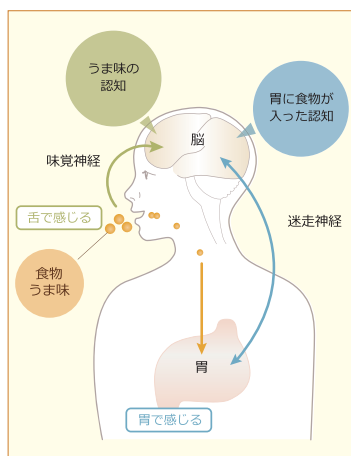 うま味の
認知
胃に食物が
入った認知
脳
味覚神経
迷走神経
舌で感じる
食物
うま味
胃
胃で感じる